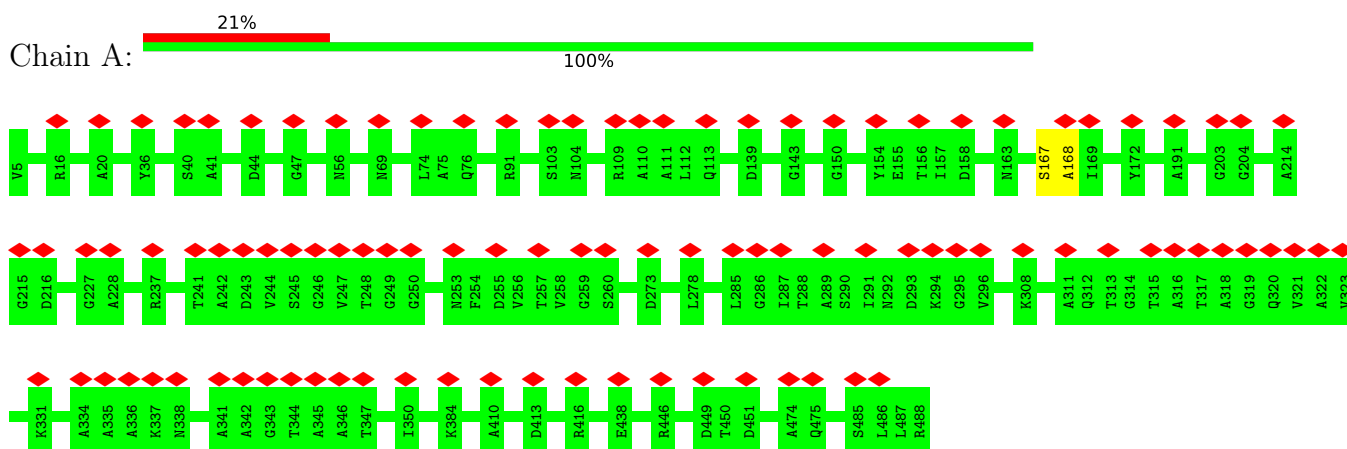 21%
Chain A:
100%
V5 R16 A20 Y36 S40 A41 D44 G47 N56 N69 L74 A75 Q76 R91 S103 N104 R109 A110 A111 L112 Q113 D139 G143 G150 Y154 E155 T156 I157 D158 N163 S167 A168 I169 Y172 A191 G203 G204 A214
G215 D216 G227 A228 R237 T241 A242 D243 V244 S245 G246 V247 T248 G249 G250 N253 F254 D255 V256 T257 V258 G259 S260 D273 L278 L285 G286 I287 T288 A289 S290 I291 N292 D293 K294 G295 V296 K308 A311 Q312 T313 G314 T315 A316 T317 A318 G319 Q320 V321 A322 V323
K331 A334 A335 A336 K337 N338 A341 A342 G343 T344 A345 A346 T347 I350 K384 A410 D413 R416 E438 R446 D449 T450 D451 A474 Q475 S485 L486 L487 R488